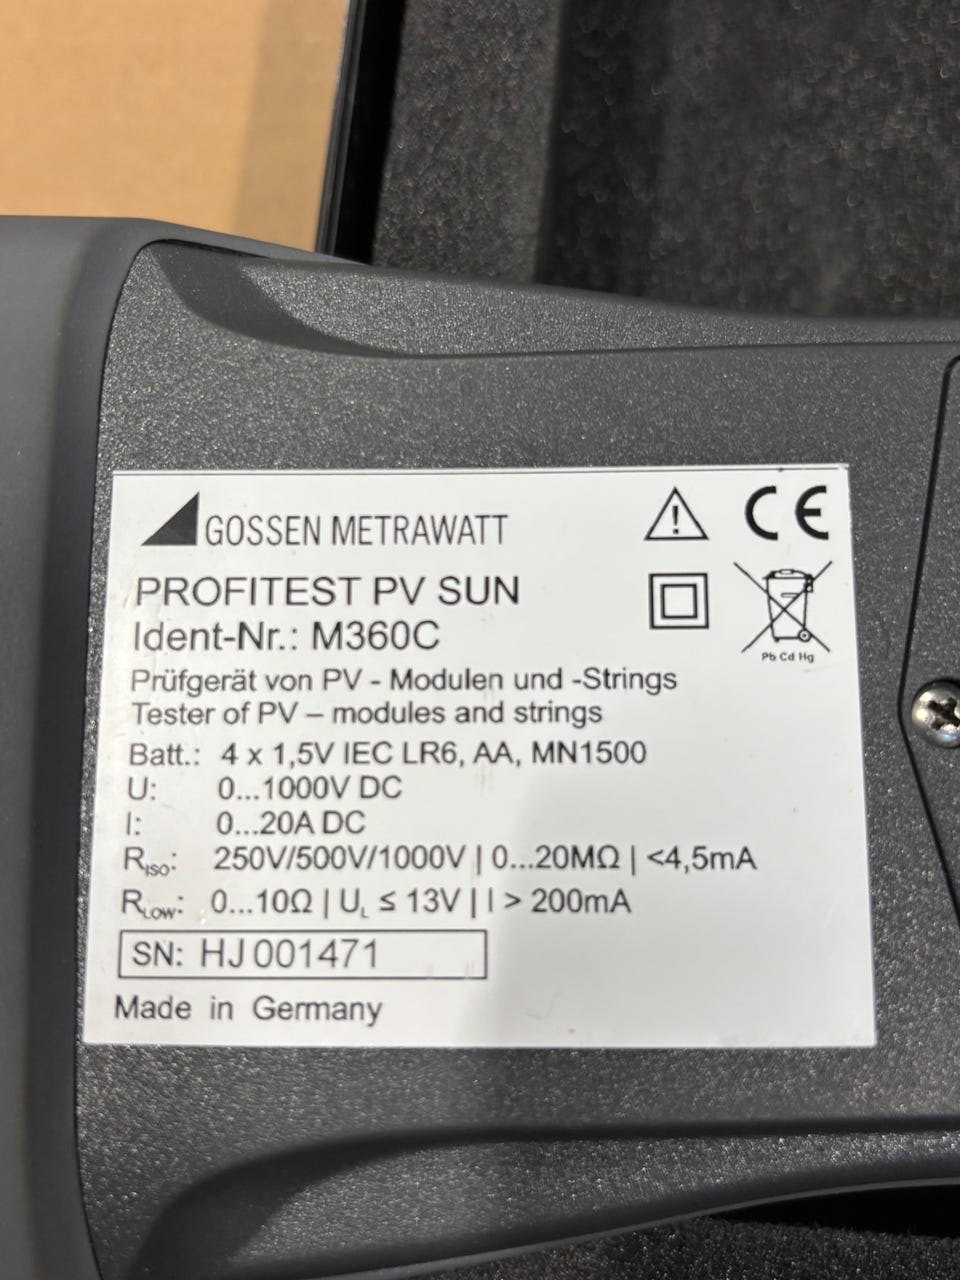 GOSSEN METRAWATT
CE
PROFITEST PV SUN
Ident-Nr.: M360C
Pb Cd Hg
Prüfgerät von PV - Modulen und -Strings
Tester of PV – modules and strings
Batt.: 4 x 1,5V IEC LR6, AA, MN1500
U: 0...1000V DC
I: 0...20A DC
RISO: 250V/500V/1000V | 0...20MΩ | <4,5mA
RLOW: 0...10Ω | UL ≤ 13V | I > 200mA
SN: HJ 001471
Made in Germany